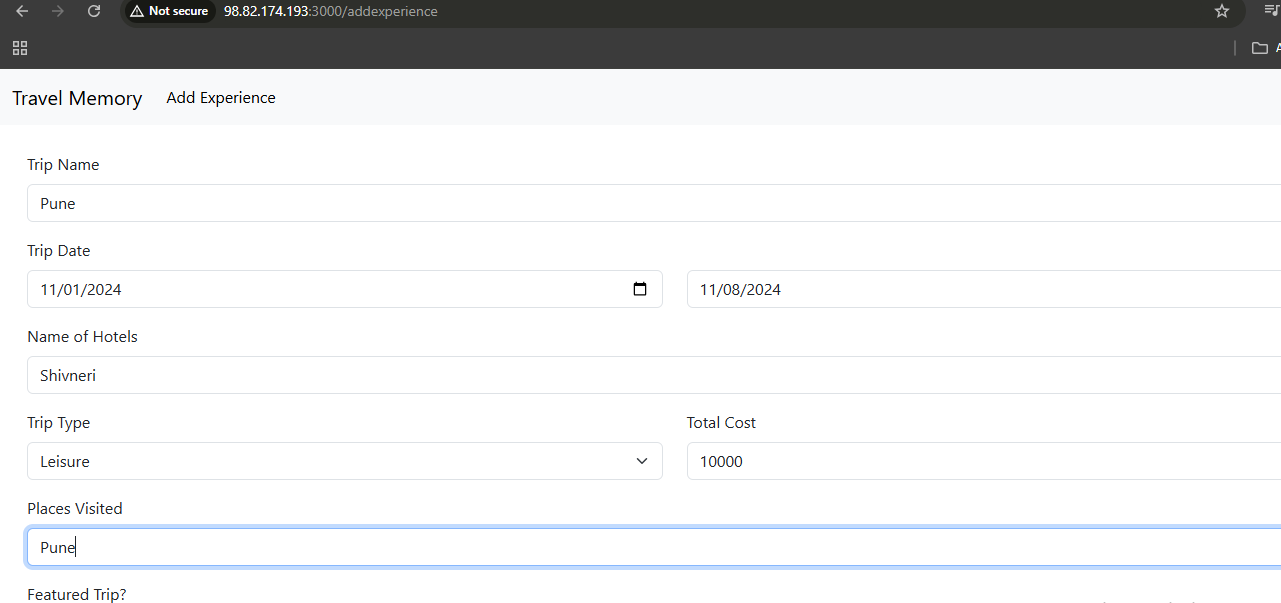 Not secure 98.82.174.193:3000/addexperience
Travel Memory Add Experience
Trip Name
Pune
Trip Date
11/01/2024 11/08/2024
Name of Hotels
Shivneri
Trip Type Total Cost
Leisure 10000
Places Visited
Pune
Featured Trip?